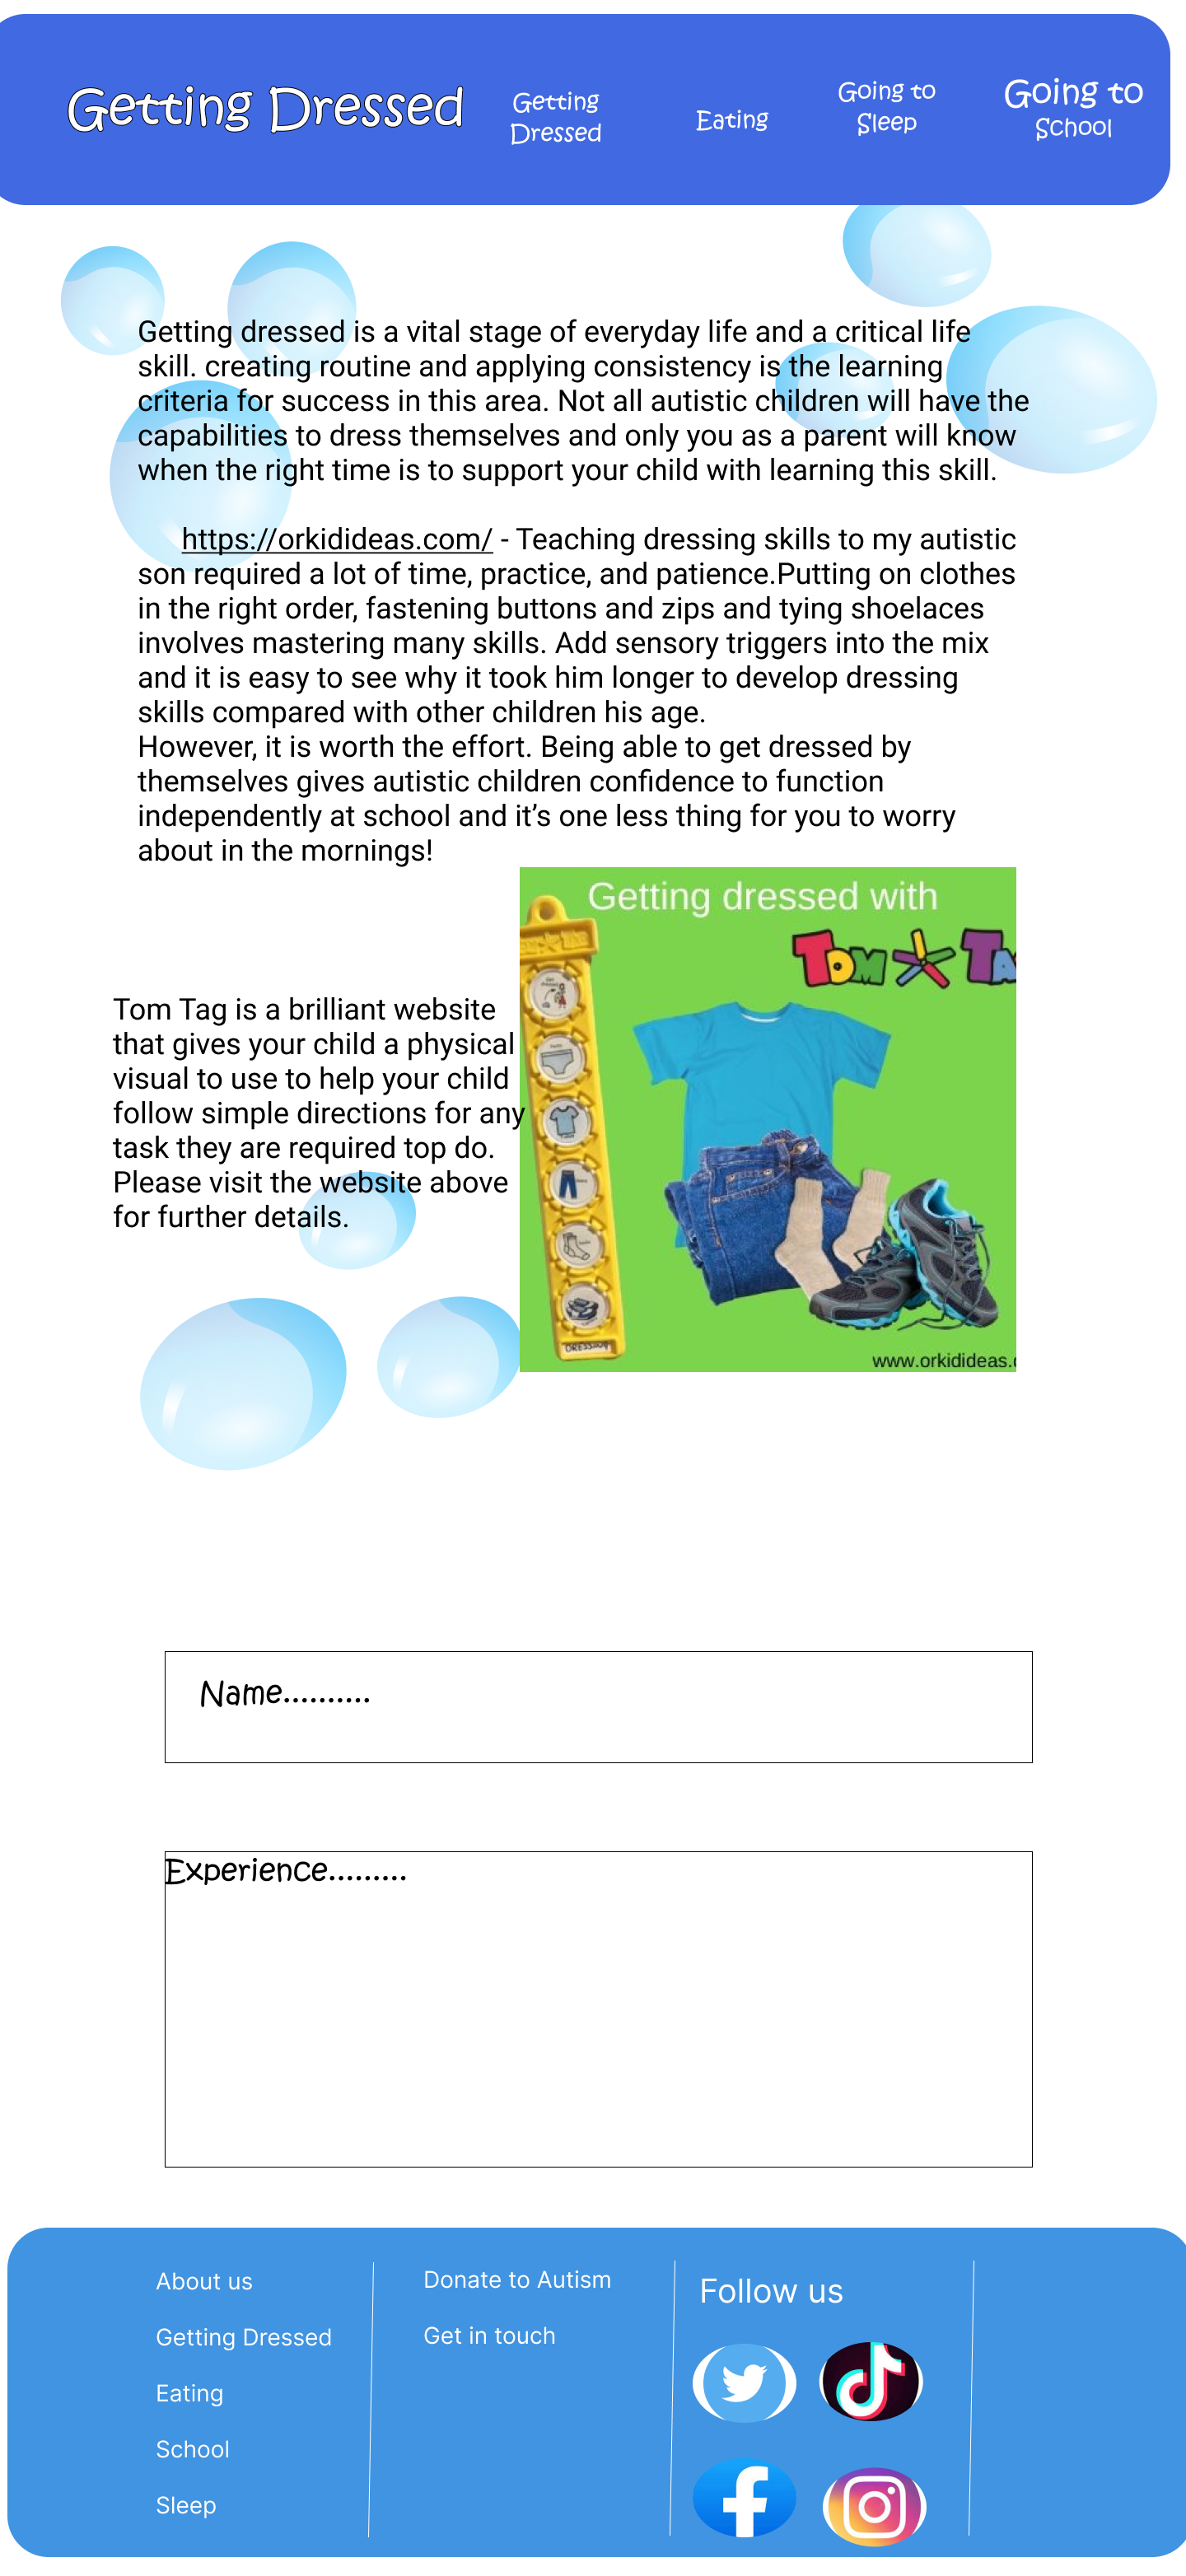 Getting Dressed
Getting
Dressed
Eating
Going to
Sleep
Going to
School
Getting dressed is a vital stage of everyday life and a critical life
skill. creating routine and applying consistency is the learning
criteria for success in this area. Not all autistic children will have the
capabilities to dress themselves and only you as a parent will know
when the right time is to support your child with learning this skill.
https://orkidideas.com/ - Teaching dressing skills to my autistic
son required a lot of time, practice, and patience.Putting on clothes
in the right order, fastening buttons and zips and tying shoelaces
involves mastering many skills. Add sensory triggers into the mix
and it is easy to see why it took him longer to develop dressing
skills compared with other children his age.
However, it is worth the effort. Being able to get dressed by
themselves gives autistic children confidence to function
independently at school and it’s one less thing for you to worry
about in the mornings!
Getting dressed with
TOM TA
Tom Tag is a brilliant website
that gives your child a physical
visual to use to help your child
follow simple directions for any
task they are required top do.
Please visit the website above
for further details.
DRESSING
www.orkidideas.c
Name..........
Experience.........
About us
Getting Dressed
Eating
School
Sleep
Donate to Autism
Get in touch
Follow us